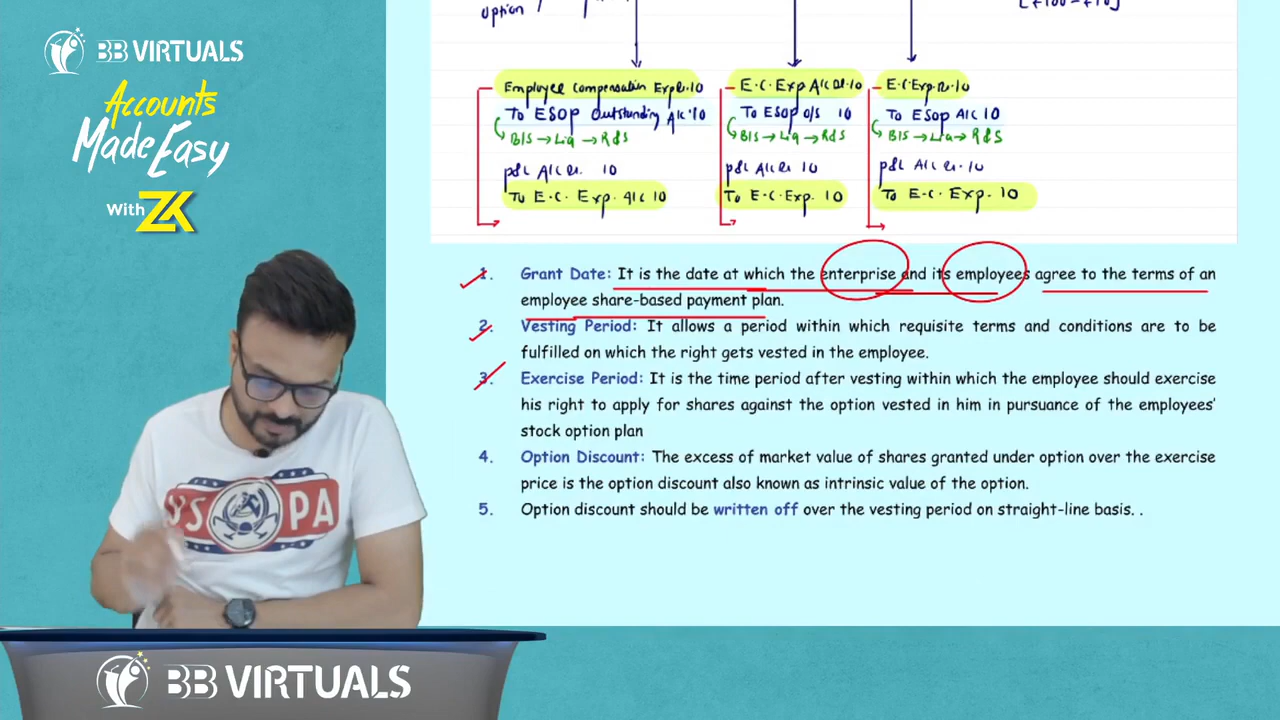 option
[₹100 - ₹10]
BB VIRTUALS
Accounts
Made Easy
With ZK
Employee compensation Exp Dr. 10
To ESOP Outstanding A/c 10
B/S → Liq → R&S
P&L A/c Dr. 10
To E.C. Exp. A/c 10
E.C. Exp A/c Dr. 10
To ESOP O/S 10
B/S → Liq → R&S
P&L A/c Dr 10
To E.C. Exp. 10
E.C. Exp. Dr. 10
To ESOP A/c 10
B/S → Liq → R&S
P&L A/c Dr. 10
To E.C. Exp. 10
1. Grant Date: It is the date at which the enterprise and its employees agree to the terms of an
employee share-based payment plan.
2. Vesting Period: It allows a period within which requisite terms and conditions are to be
fulfilled on which the right gets vested in the employee.
3. Exercise Period: It is the time period after vesting within which the employee should exercise
his right to apply for shares against the option vested in him in pursuance of the employees'
stock option plan
4. Option Discount: The excess of market value of shares granted under option over the exercise
price is the option discount also known as intrinsic value of the option.
5. Option discount should be written off over the vesting period on straight-line basis. .
US PA
BB VIRTUALS